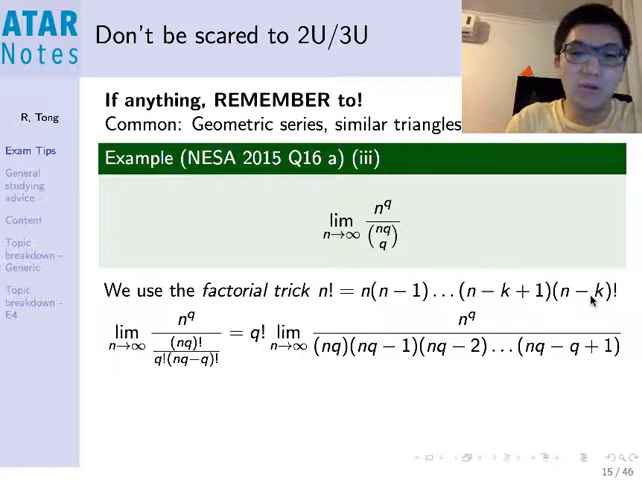 ATAR
Notes
Don't be scared to 2U/3U
R, Tong
Exam Tips
General
studying
advice
Content
Topic
breakdown –
Generic
Topic
breakdown –
E4
If anything, REMEMBER to!
Common: Geometric series, similar triangles
Example (NESA 2015 Q16 a) (iii)
lim_{n→∞} n^q / \binom{nq}{q}
We use the factorial trick n! = n(n − 1) … (n − k + 1)(n − k)!
lim_{n→∞} n^q / ((nq)! / (q!(nq−q)!)) = q! lim_{n→∞} n^q / ((nq)(nq − 1)(nq − 2) … (nq − q + 1))
15 / 46